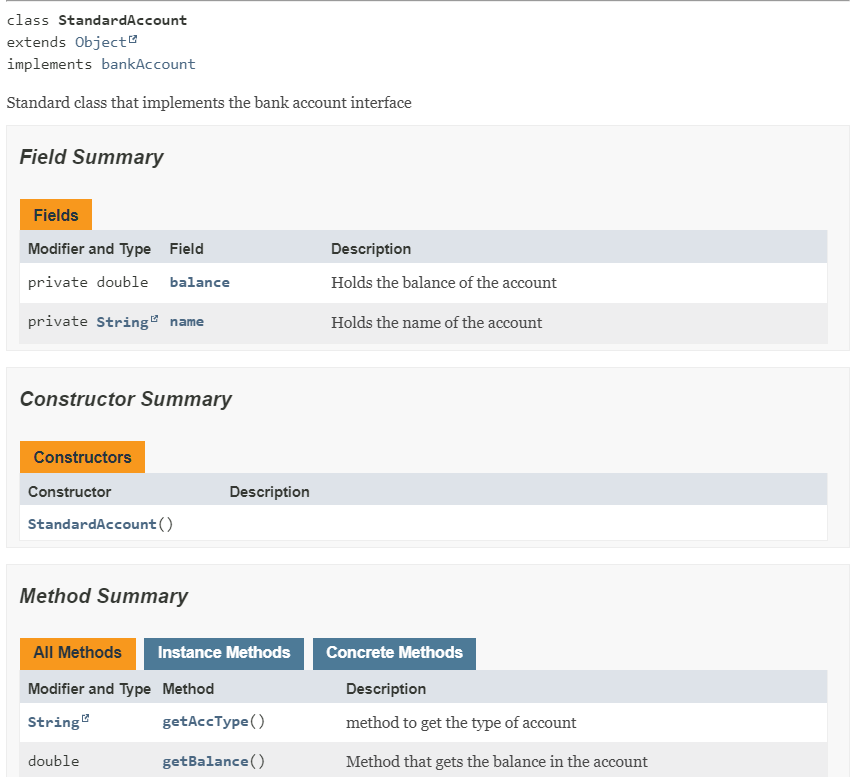 class StandardAccount
extends Object
implements bankAccount
Standard class that implements the bank account interface
Field Summary
Fields
Modifier and Type Field Description
private double balance Holds the balance of the account
private String name Holds the name of the account
Constructor Summary
Constructors
Constructor Description
StandardAccount()
Method Summary
All Methods Instance Methods Concrete Methods
Modifier and Type Method Description
String getAccType() method to get the type of account
double getBalance() Method that gets the balance in the account